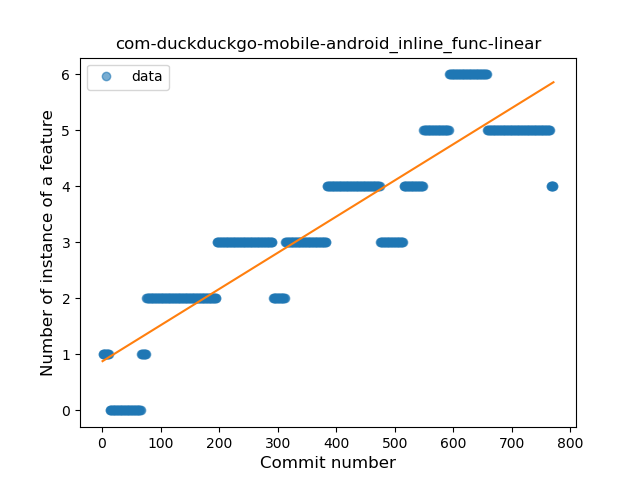 com-duckduckgo-mobile-android_inline_func-linear
data
Number of instance of a feature
6
5
4
3
2
1
0
0 100 200 300 400 500 600 700 800
Commit number